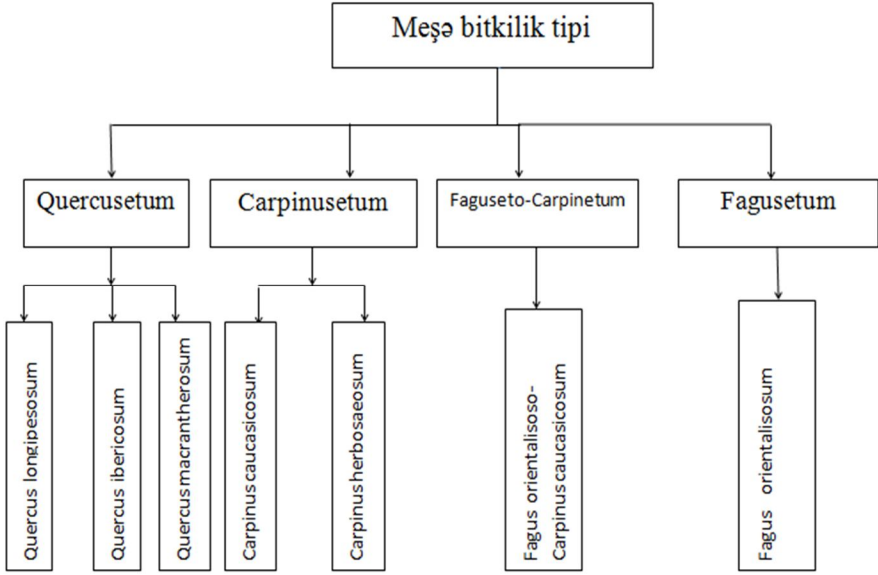 Meşə bitkilik tipi
Quercusetum
Carpinusetum
Faguseto-Carpinetum
Fagusetum
Quercus longipesosum
Quercus ibericosum
Quercus macrantherosum
Carpinus caucasicosum
Carpinus herbosaeosum
Fagus orientalisoso-
Carpinus caucasicosum
Fagus orientalisosum